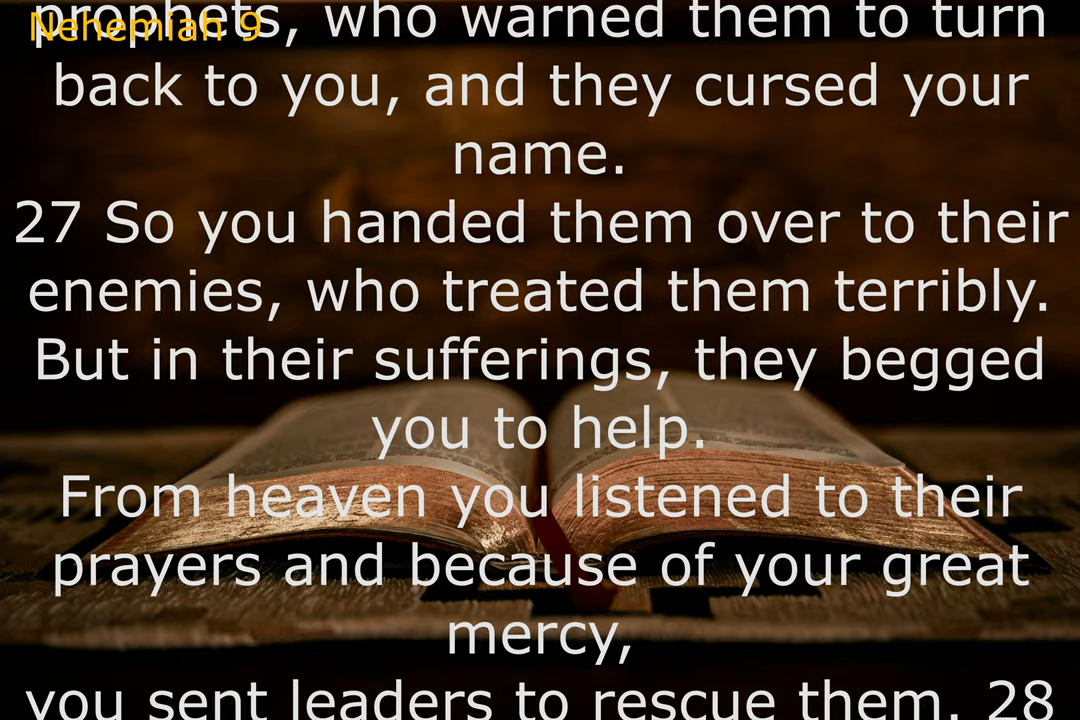 Nehemiah 9
prophets, who warned them to turn
back to you, and they cursed your
name.
27 So you handed them over to their
enemies, who treated them terribly.
But in their sufferings, they begged
you to help.
From heaven you listened to their
prayers and because of your great
mercy,
you sent leaders to rescue them. 28